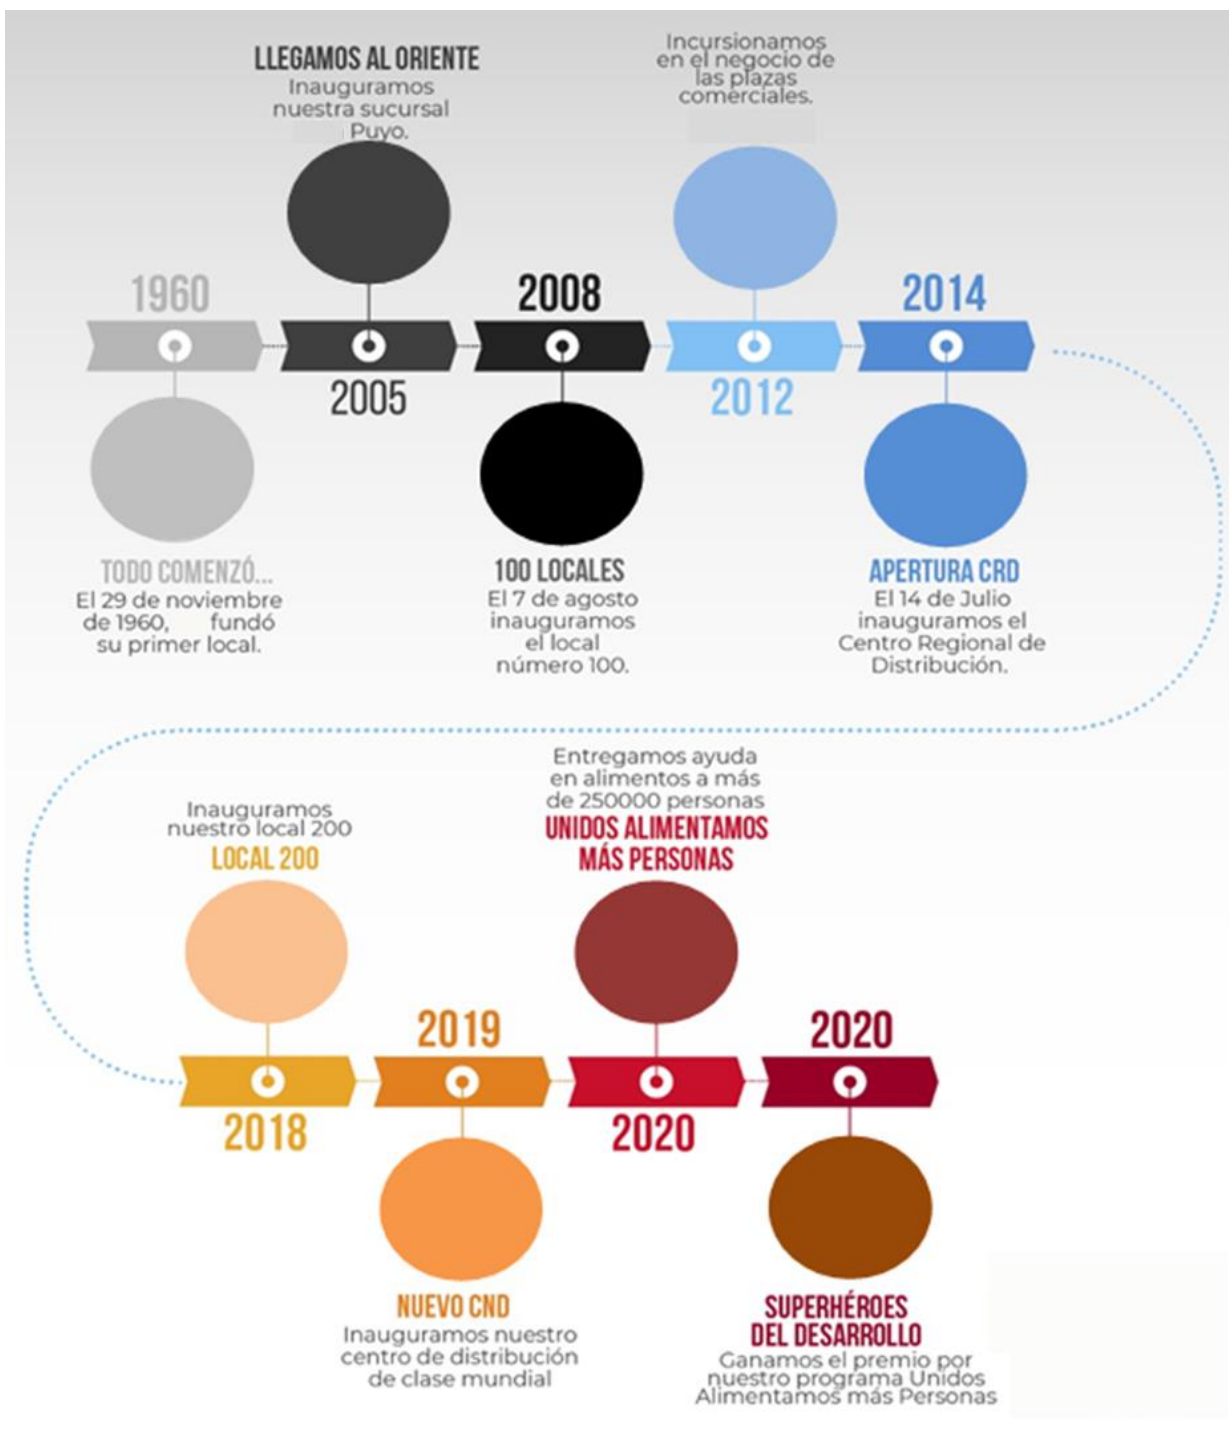 LLEGAMOS AL ORIENTE
Inauguramos
nuestra sucursal
Puyo.
Incursionamos
en el negocio de
las plazas
comerciales.
1960
2008
2014
2005
2012
TODO COMENZÓ...
El 29 de noviembre
de 1960, fundó
su primer local.
100 LOCALES
El 7 de agosto
inauguramos
el local
número 100.
APERTURA CRD
El 14 de Julio
inauguramos el
Centro Regional de
Distribución.
Inauguramos
nuestro local 200
LOCAL 200
Entregamos ayuda
en alimentos a más
de 250000 personas
UNIDOS ALIMENTAMOS
MÁS PERSONAS
2019
2020
2018
2020
NUEVO CND
Inauguramos nuestro
centro de distribución
de clase mundial
SUPERHÉROES
DEL DESARROLLO
Ganamos el premio por
nuestro programa Unidos
Alimentamos más Personas